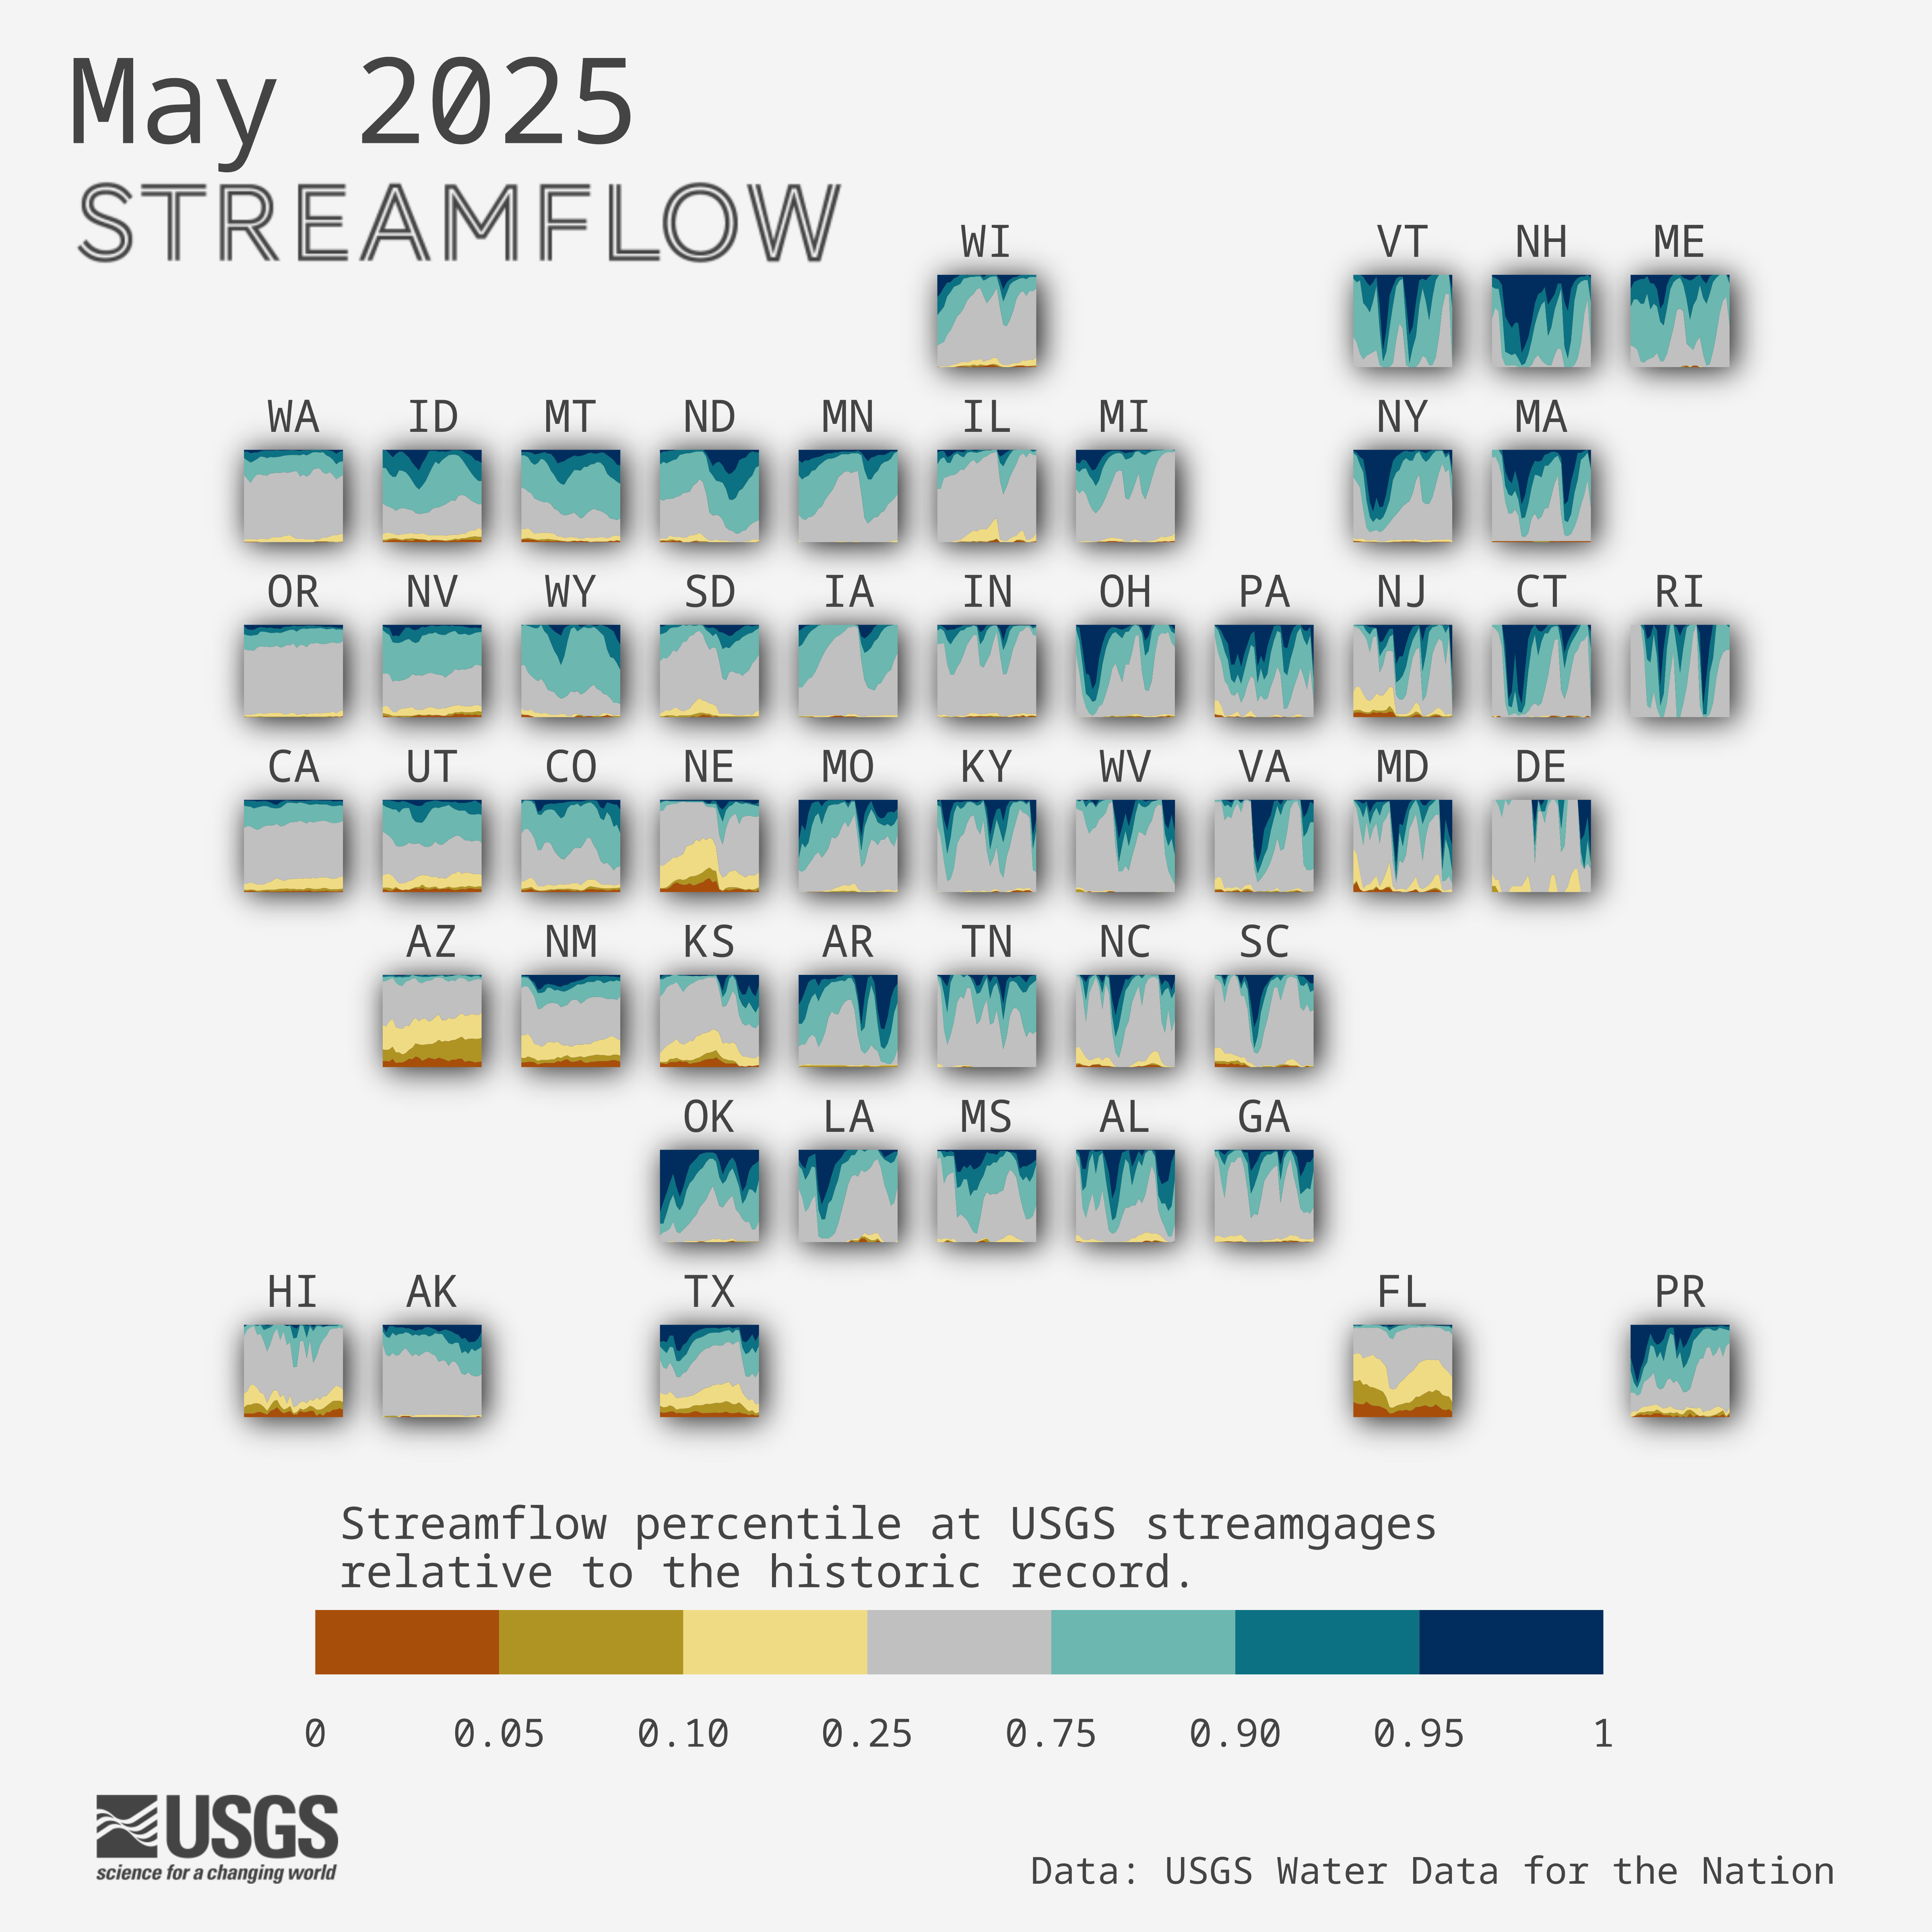 May 2025
STREAMFLOW
WI VT NH ME
WA ID MT ND MN IL MI NY MA
OR NV WY SD IA IN OH PA NJ CT RI
CA UT CO NE MO KY WV VA MD DE
AZ NM KS AR TN NC SC
OK LA MS AL GA
HI AK TX FL PR
Streamflow percentile at USGS streamgages
relative to the historic record.
0 0.05 0.10 0.25 0.75 0.90 0.95 1
USGS
science for a changing world
Data: USGS Water Data for the Nation